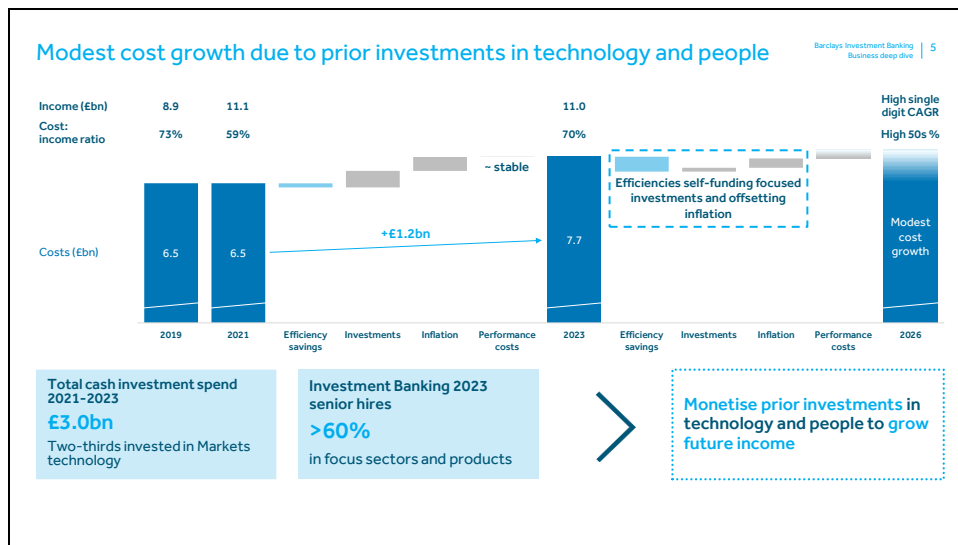 Modest cost growth due to prior investments in technology and people
Barclays Investment Banking
Business deep dive
5
Income (£bn)
8.9
11.1
11.0
High single
digit CAGR
Cost:
income ratio
73%
59%
70%
High 50s %
~ stable
Efficiencies self-funding focused
investments and offsetting
inflation
+£1.2bn
Costs (£bn)
6.5
6.5
7.7
Modest
cost
growth
2019
2021
Efficiency
savings
Investments
Inflation
Performance
costs
2023
Efficiency
savings
Investments
Inflation
Performance
costs
2026
Total cash investment spend
2021-2023
£3.0bn
Two-thirds invested in Markets
technology
Investment Banking 2023
senior hires
>60%
in focus sectors and products
Monetise prior investments in
technology and people to grow
future income